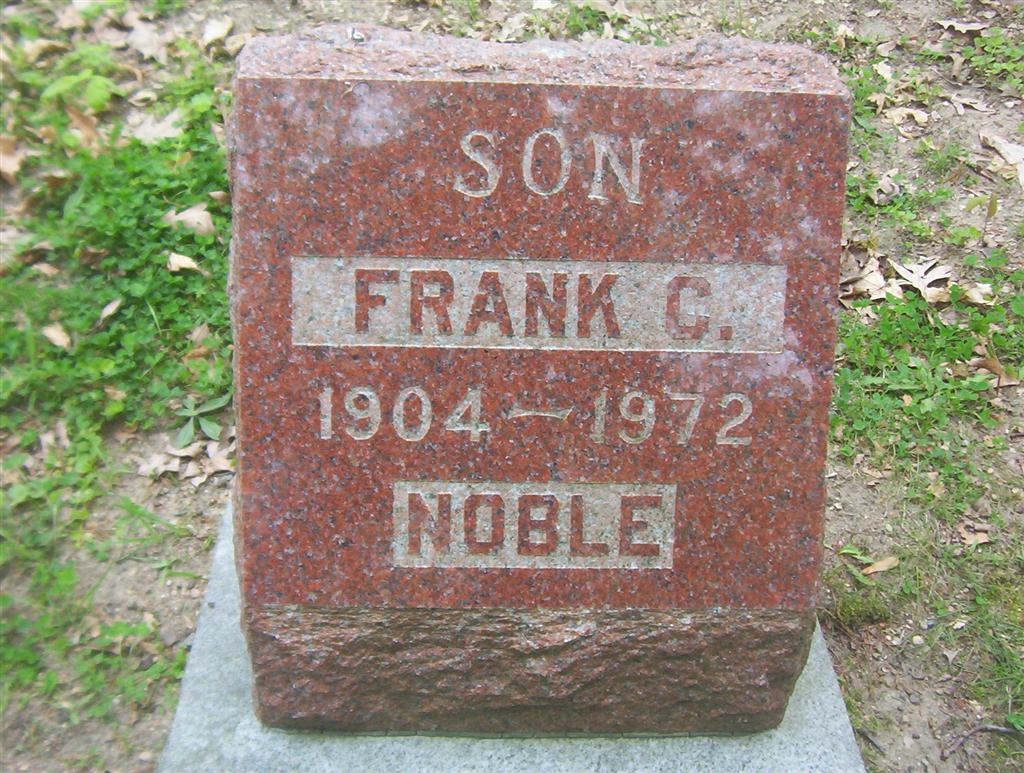 SON
FRANK C.
1904 — 1972
NOBLE